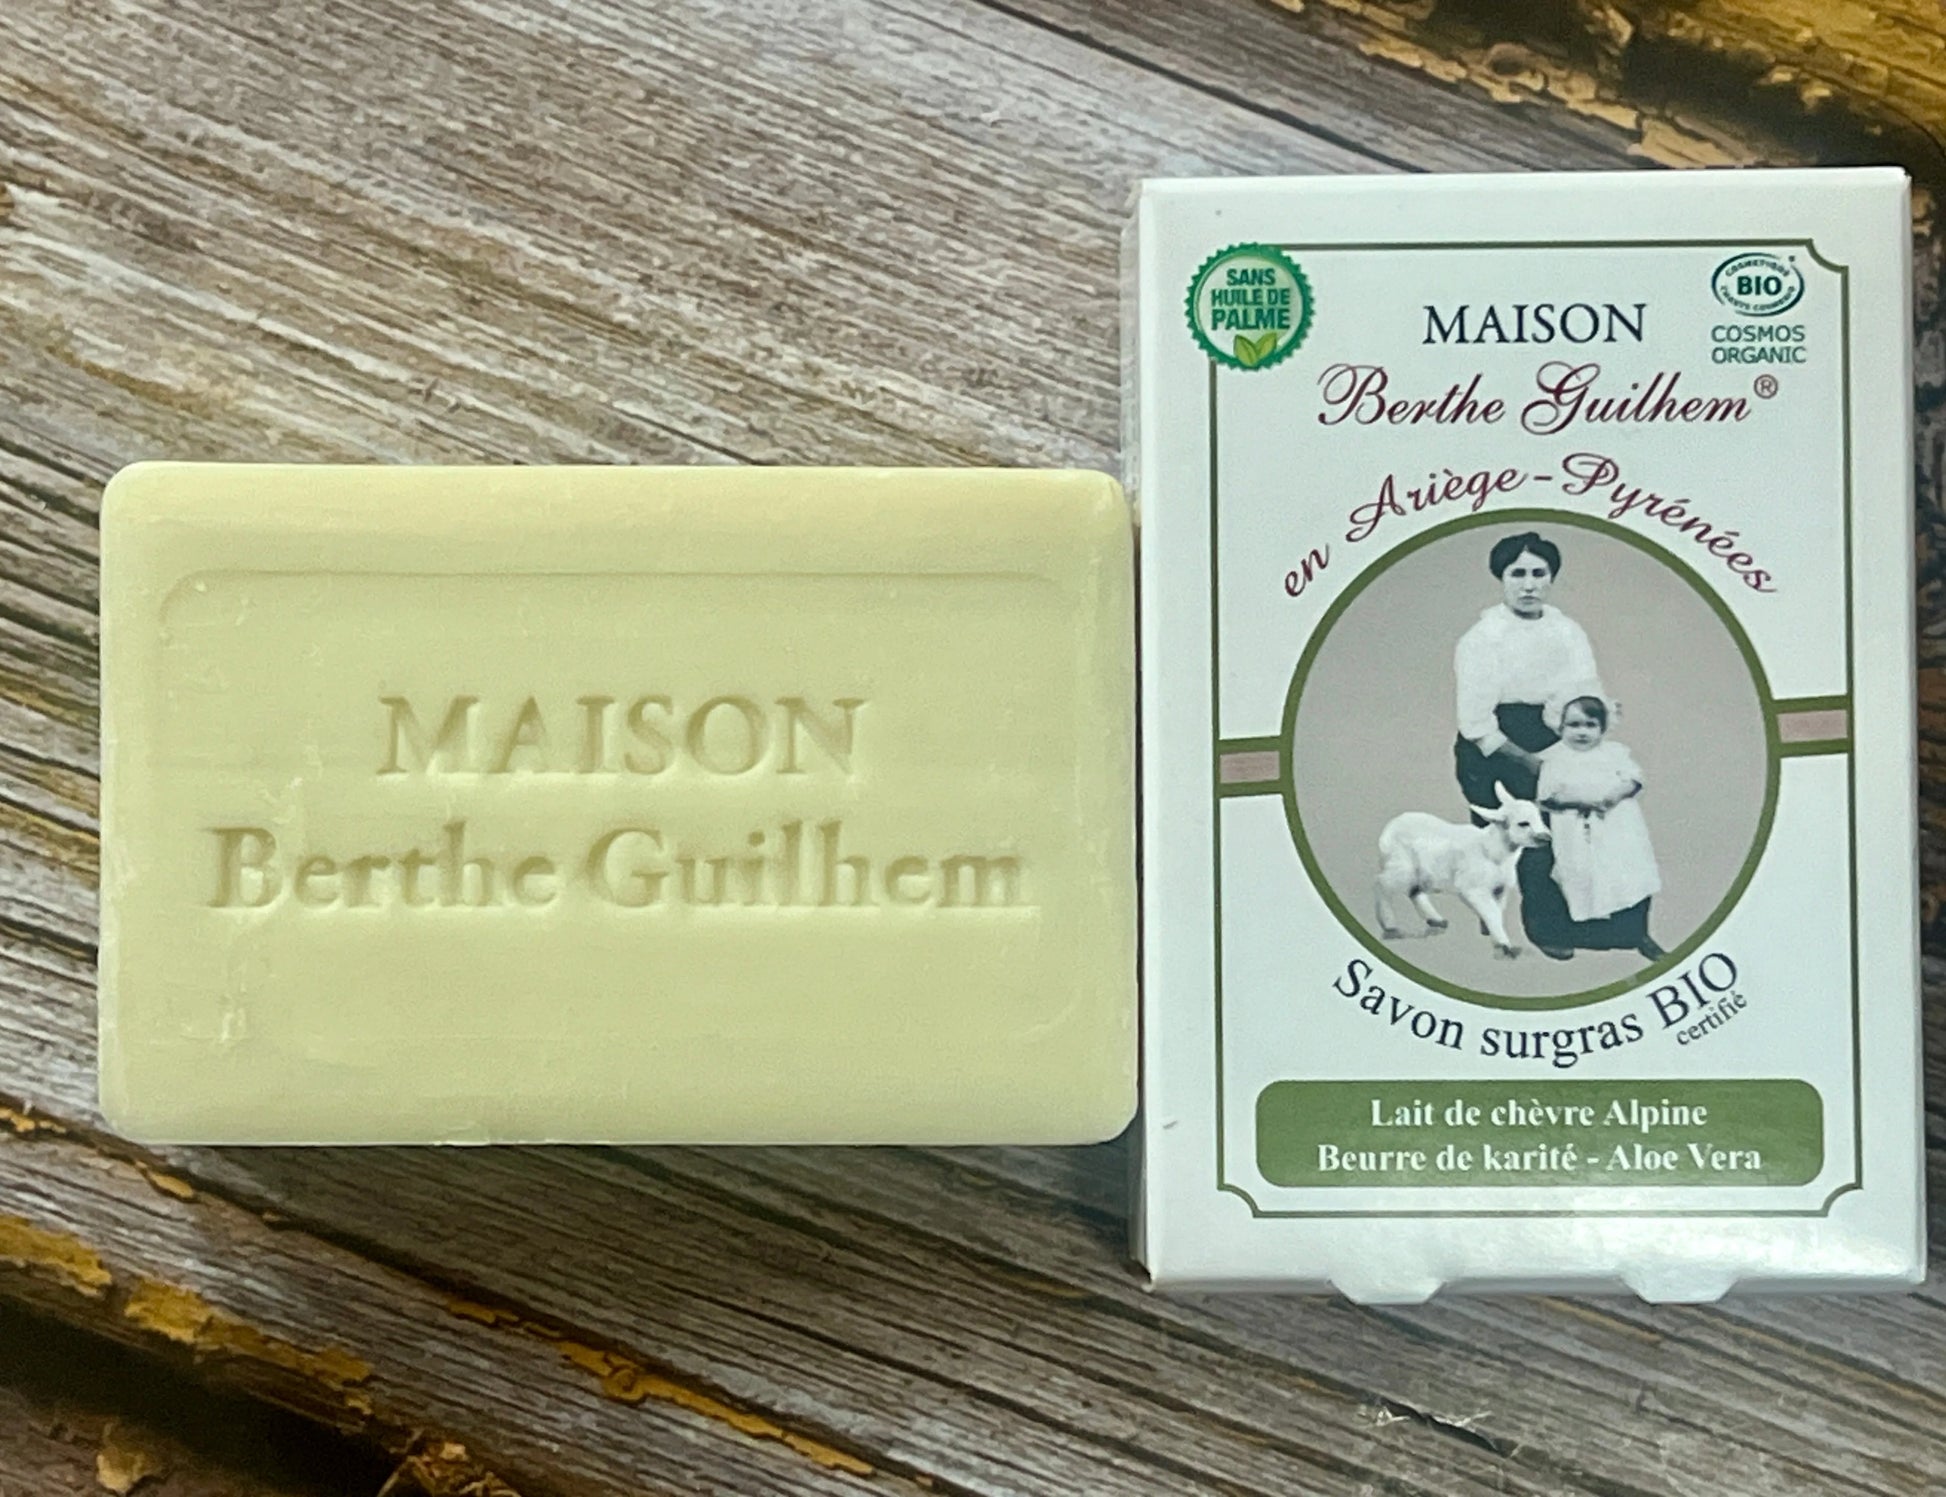 MAISON
Berthe Guilhem
SANS
HUILE DE
PALME
BIO
COSMOS
ORGANIC
MAISON
Berthe Guilhem®
en Ariège-Pyrénées
Savon surgras BIO
certifié
Lait de chèvre Alpine
Beurre de karité - Aloe Vera